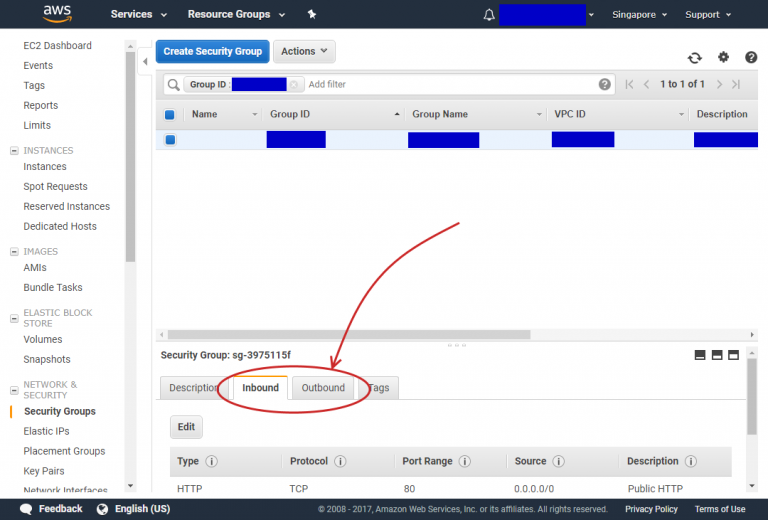 aws Services Resource Groups Singapore Support
EC2 Dashboard
Events
Tags
Reports
Limits
INSTANCES
Instances
Spot Requests
Reserved Instances
Dedicated Hosts
IMAGES
AMIs
Bundle Tasks
ELASTIC BLOCK
STORE
Volumes
Snapshots
NETWORK &
SECURITY
Security Groups
Elastic IPs
Placement Groups
Key Pairs
Network Interfaces
Create Security Group Actions
Group ID : Add filter 1 to 1 of 1
Name Group ID Group Name VPC ID Description
Security Group: sg-3975115f
Description Inbound Outbound Tags
Edit
Type Protocol Port Range Source Description
HTTP TCP 80 0.0.0.0/0 Public HTTP
Feedback English (US) © 2008 - 2017, Amazon Web Services, Inc. or its affiliates. All rights reserved. Privacy Policy Terms of Use